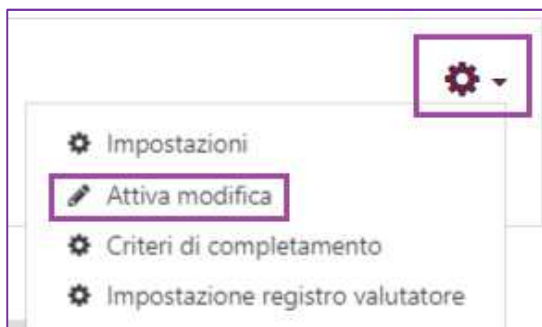 Impostazioni
Attiva modifica
Criteri di completamento
Impostazione registro valutatore